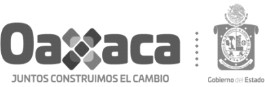 Oaxaca
JUNTOS CONSTRUIMOS EL CAMBIO
Gobierno del Estado